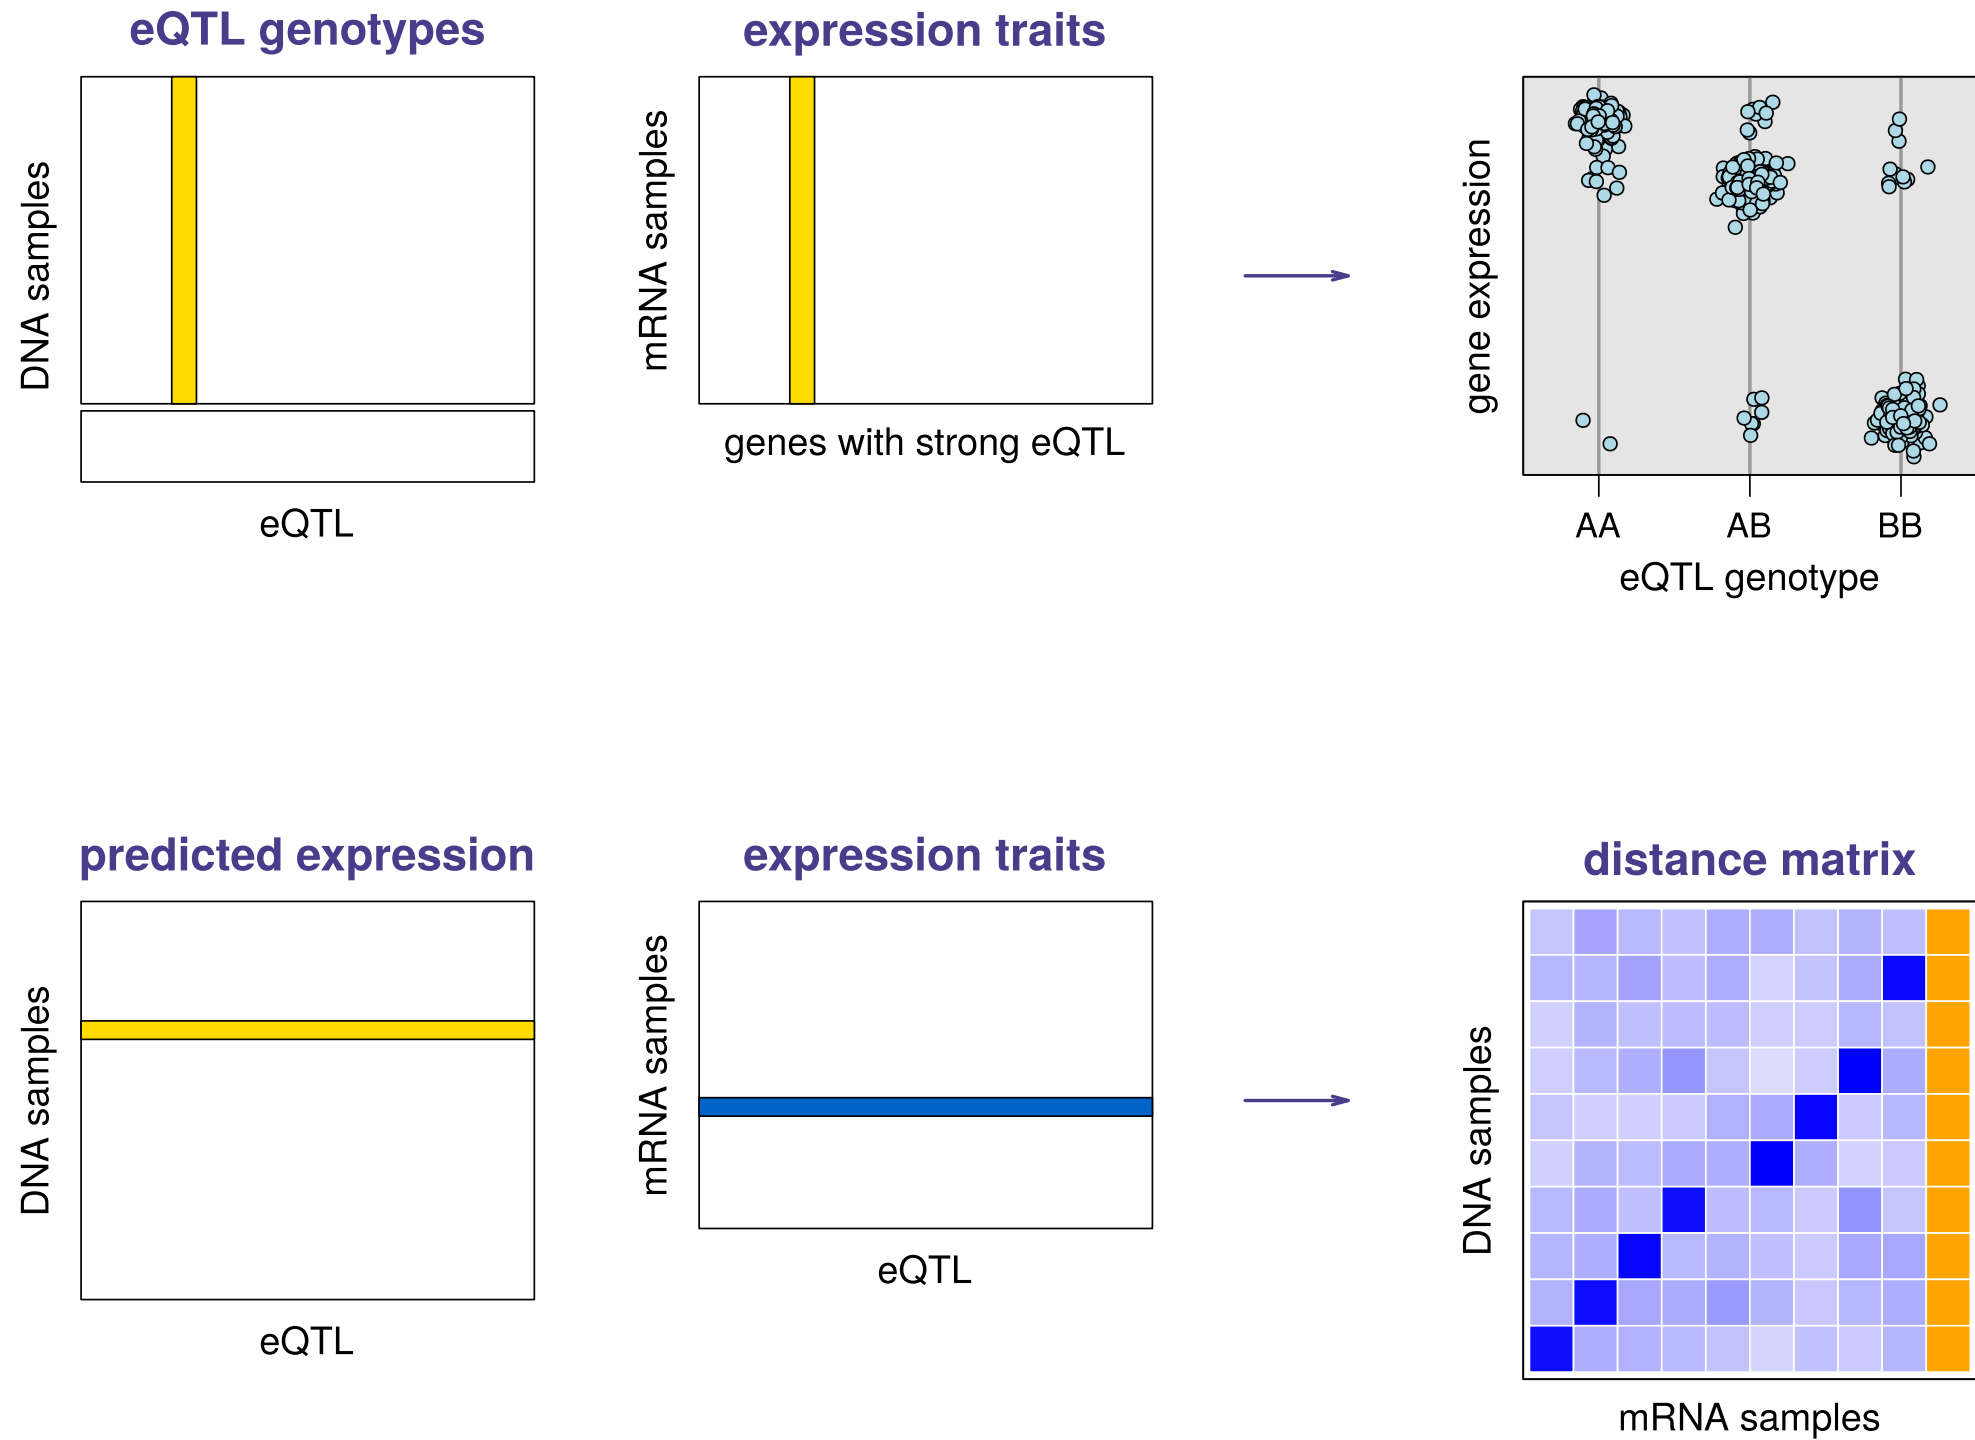 eQTL genotypes
DNA samples
eQTL
expression traits
mRNA samples
genes with strong eQTL
gene expression
AA
AB
BB
eQTL genotype
predicted expression
DNA samples
eQTL
expression traits
mRNA samples
eQTL
distance matrix
DNA samples
mRNA samples